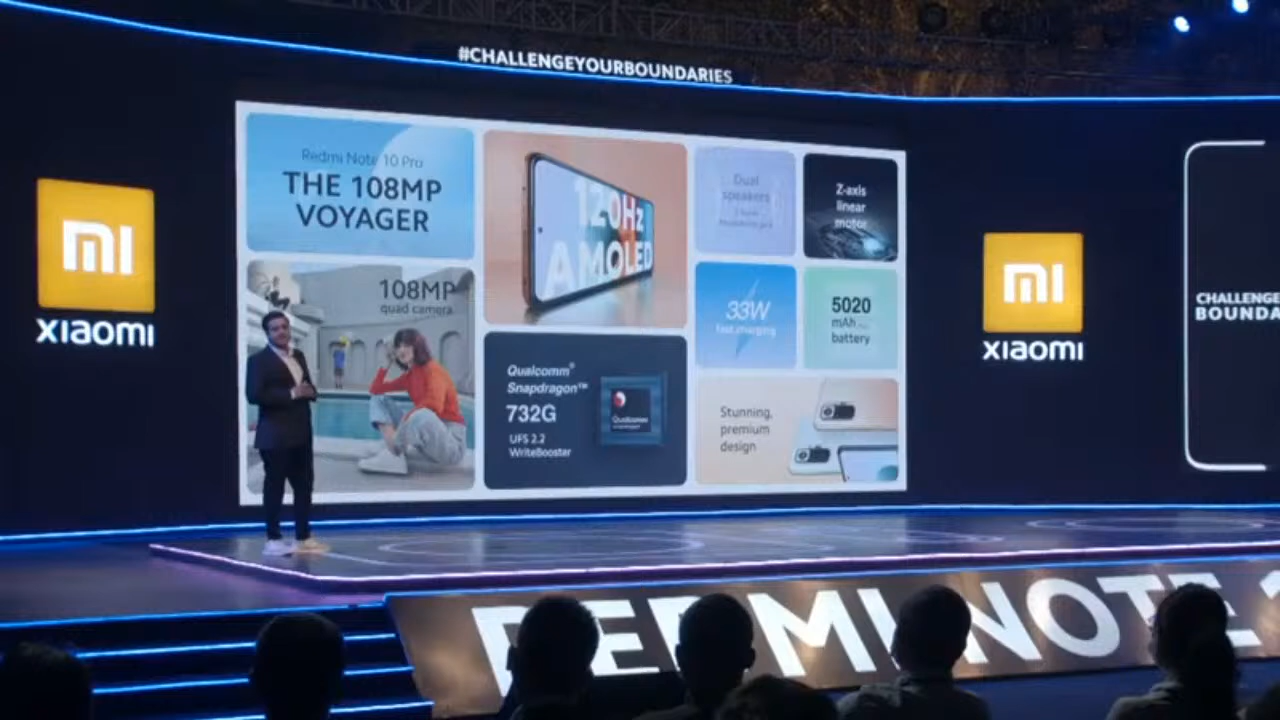 #CHALLENGEYOURBOUNDARIES
Redmi Note 10 Pro
THE 108MP
VOYAGER
120Hz
AMOLED
Dual
speakers
Z-axis
linear
motor
mi
xiaomi
108MP
quad camera
33W
fast charging
5020
mAh
battery
mi
xiaomi
CHALLENGE
BOUNDA
Qualcomm®
Snapdragon™
732G
UFS 2.2
WriteBooster
Qualcomm
Stunning,
premium
design
REDMI NOTE